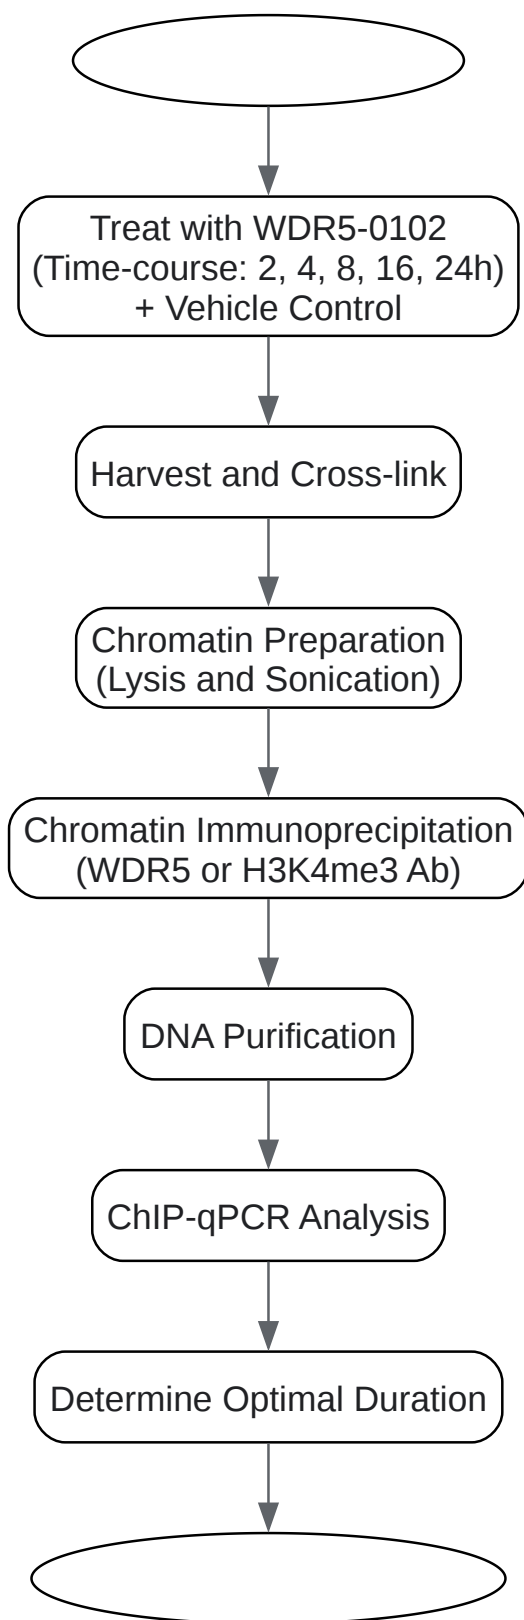 Treat with WDR5-0102
(Time-course: 2, 4, 8, 16, 24h)
+ Vehicle Control
Harvest and Cross-link
Chromatin Preparation
(Lysis and Sonication)
Chromatin Immunoprecipitation
(WDR5 or H3K4me3 Ab)
DNA Purification
ChIP-qPCR Analysis
Determine Optimal Duration